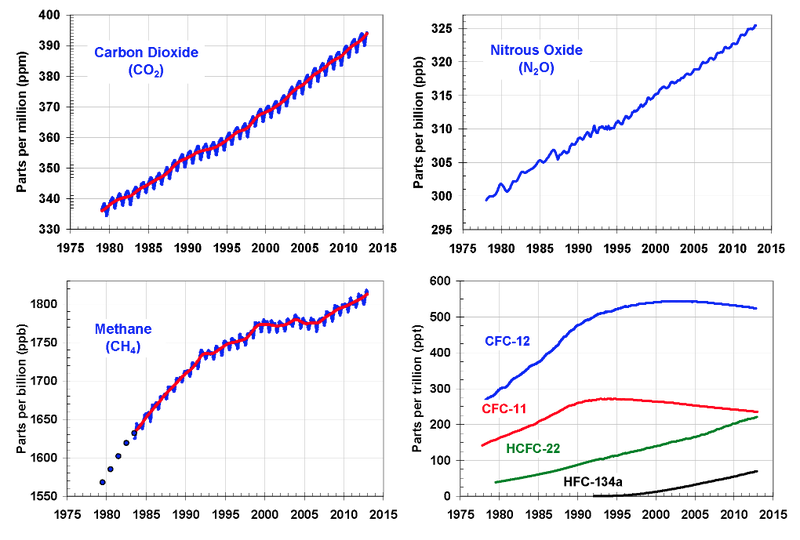 400
390
380
370
360
350
340
330
Parts per million (ppm)
Carbon Dioxide
(CO₂)
1975 1980 1985 1990 1995 2000 2005 2010 2015
325
320
315
310
305
300
295
Parts per billion (ppb)
Nitrous Oxide
(N₂O)
1975 1980 1985 1990 1995 2000 2005 2010 2015
1800
1750
1700
1650
1600
1550
Parts per billion (ppb)
Methane
(CH₄)
1975 1980 1985 1990 1995 2000 2005 2010 2015
600
500
400
300
200
100
0
Parts per trillion (ppt)
CFC-12
CFC-11
HCFC-22
HFC-134a
1975 1980 1985 1990 1995 2000 2005 2010 2015